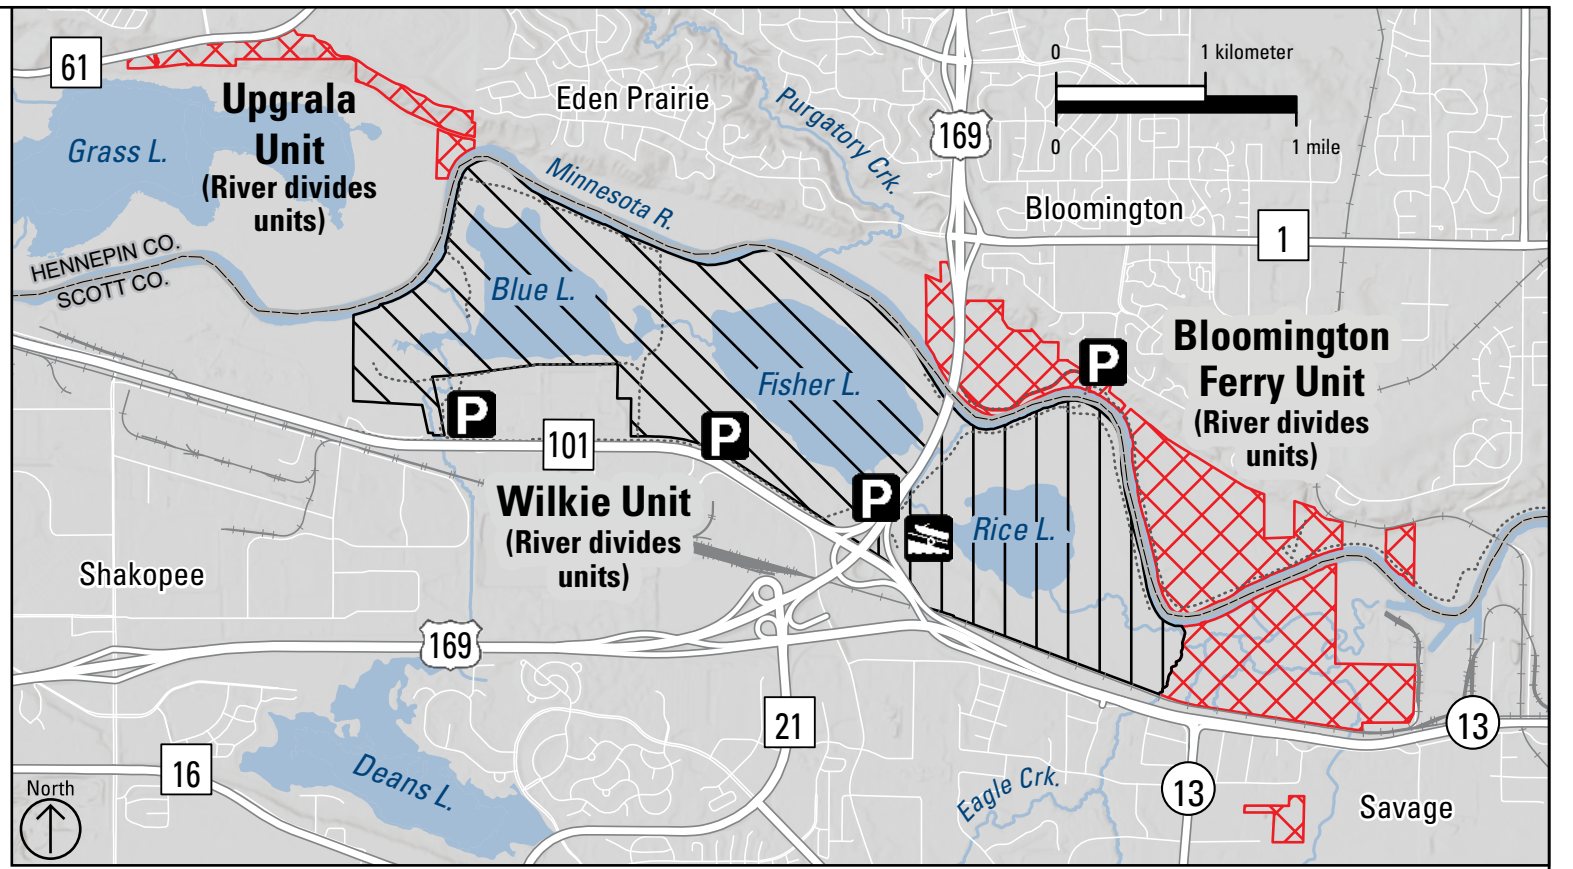 61
Upgrala
Unit
(River divides
units)
Grass L.
Eden Prairie
Purgatory Crk.
169
0
1 kilometer
0
1 mile
Minnesota R.
Bloomington
1
HENNEPIN CO.
SCOTT CO.
Blue L.
Fisher L.
Bloomington
Ferry Unit
(River divides
units)
P
P
P
P
101
Wilkie Unit
(River divides
units)
Rice L.
Shakopee
169
21
16
Deans L.
North
Eagle Crk.
13
13
Savage